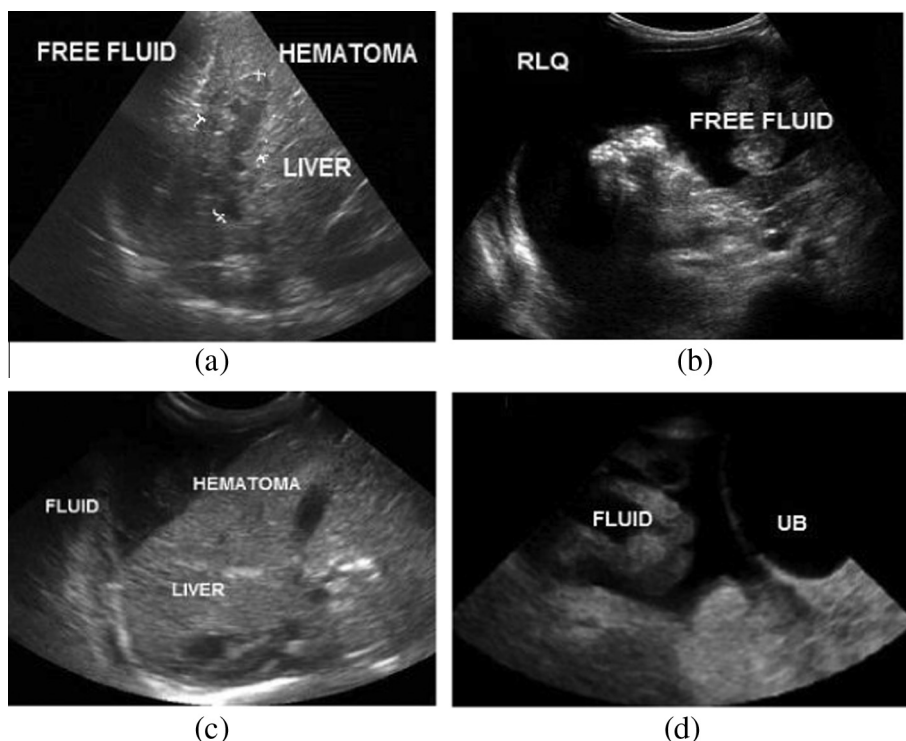 FREE FLUID
HEMATOMA
LIVER
(a)
RLQ
FREE FLUID
(b)
HEMATOMA
FLUID
LIVER
(c)
FLUID
UB
(d)